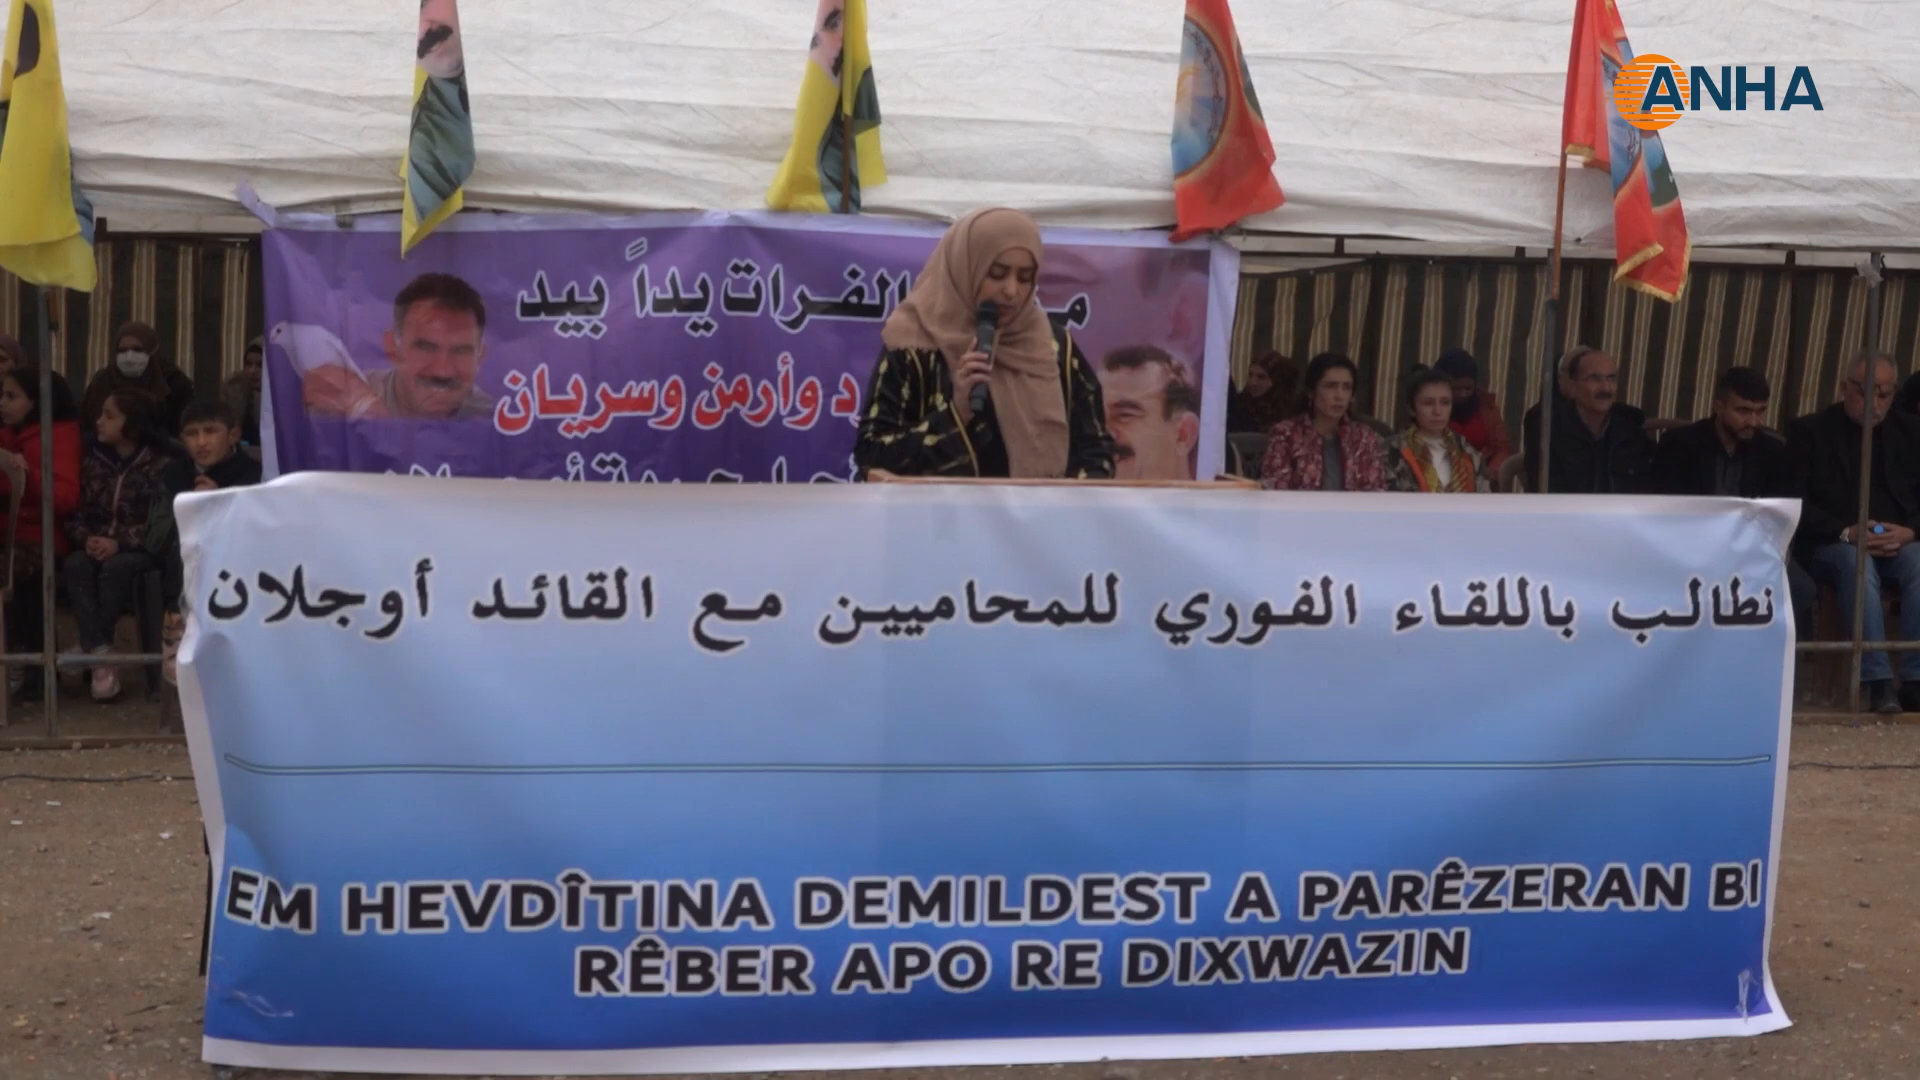 ANHA
الفرات يداً بيد
د وأرمن وسريان
نطالب باللقاء الفوري للمحاميين مع القائد أوجلان
EM HEVDÎTINA DEMILDEST A PARÊZERAN BI
RÊBER APO RE DIXWAZIN